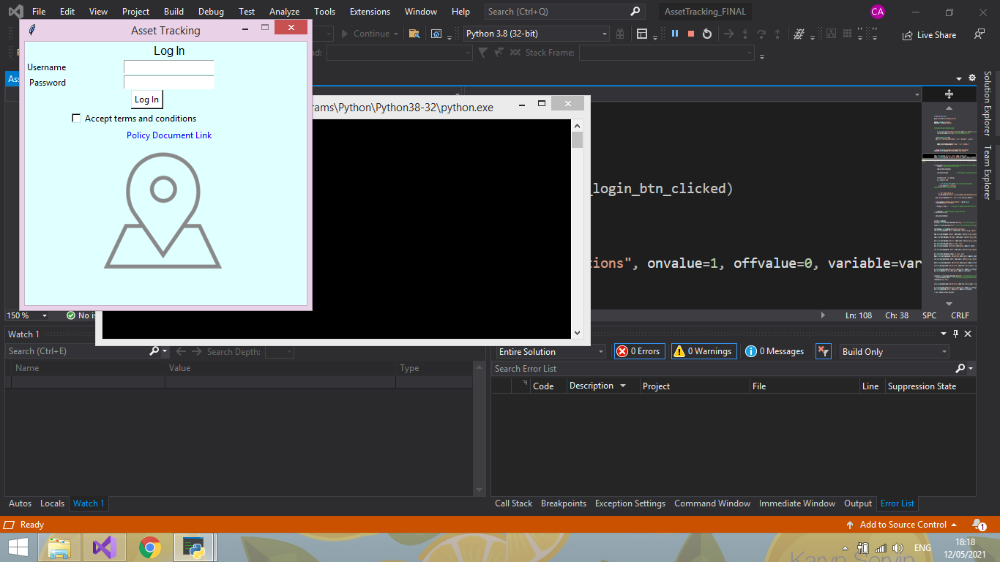 File Edit View Project Build Debug Test Analyze Tools Extensions Window Help Search (Ctrl+Q) AssetTracking_FINAL CA
Continue Python 3.8 (32-bit) Live Share
Stack Frame:
Asset Tracking
Log In
Username
Password
Log In
Accept terms and conditions
Policy Document Link
rams\Python\Python38-32\python.exe
_login_btn_clicked)
tions", onvalue=1, offvalue=0, variable=var
Solution Explorer
Team Explorer
150 % No is Ln: 108 Ch: 38 SPC CRLF
Watch 1
Search (Ctrl+E) Search Depth:
Name Value Type
Entire Solution 0 Errors 0 Warnings 0 Messages Build Only
Search Error List
Code Description Project File Line Suppression State
Autos Locals Watch 1
Call Stack Breakpoints Exception Settings Command Window Immediate Window Output Error List
Ready Add to Source Control 1
ENG
18:18
12/05/2021